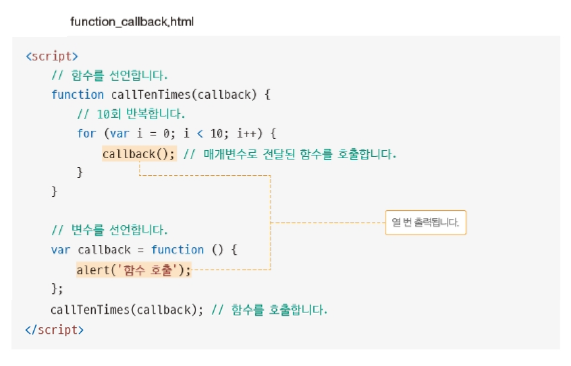 function_callback.html
<script>
// 함수를 선언합니다.
function callTenTimes(callback) {
// 10회 반복합니다.
for (var i = 0; i < 10; i++) {
callback(); // 매개변수로 전달된 함수를 호출합니다.
}
}
열 번 출력됩니다.
// 변수를 선언합니다.
var callback = function () {
alert('함수 호출');
};
callTenTimes(callback); // 함수를 호출합니다.
</script>